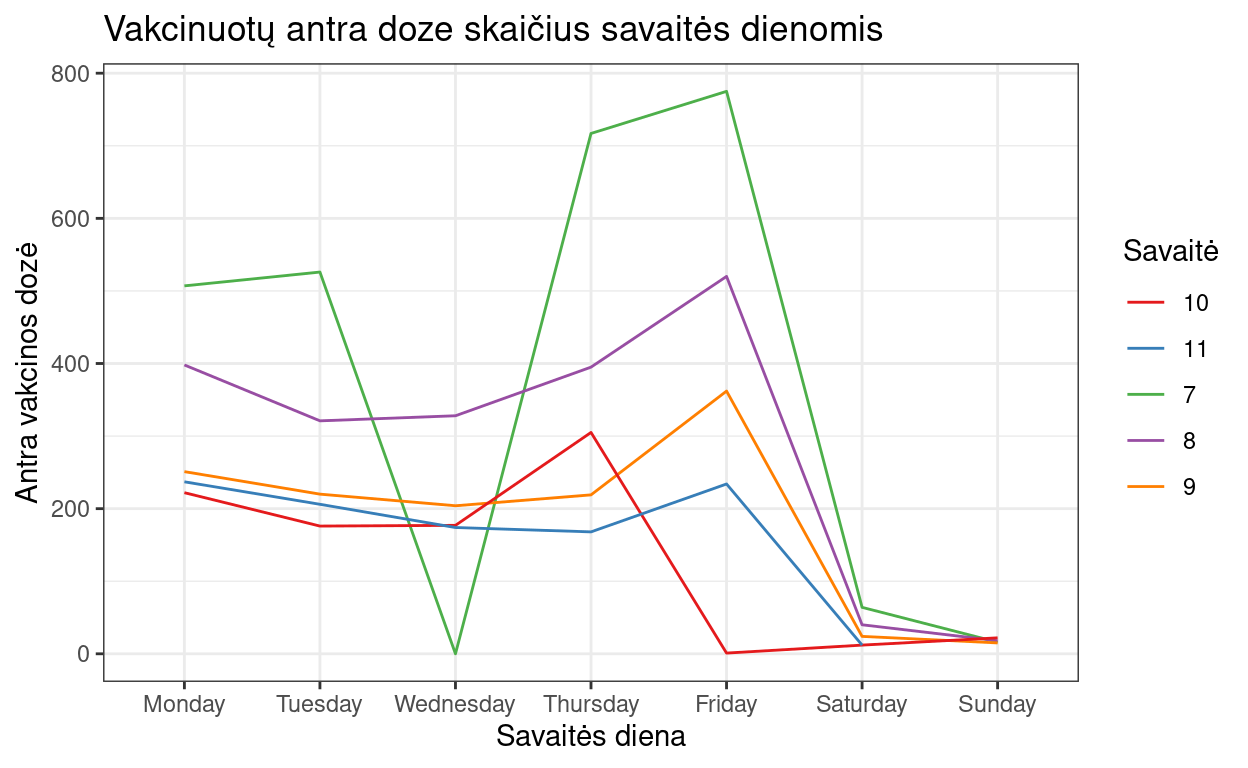 Vakcinuotų antra doze skaičius savaitės dienomis
Antra vakcinos dozė
800
600
400
200
0
Monday Tuesday Wednesday Thursday Friday Saturday Sunday
Savaitės diena
Savaitė
10
11
7
8
9